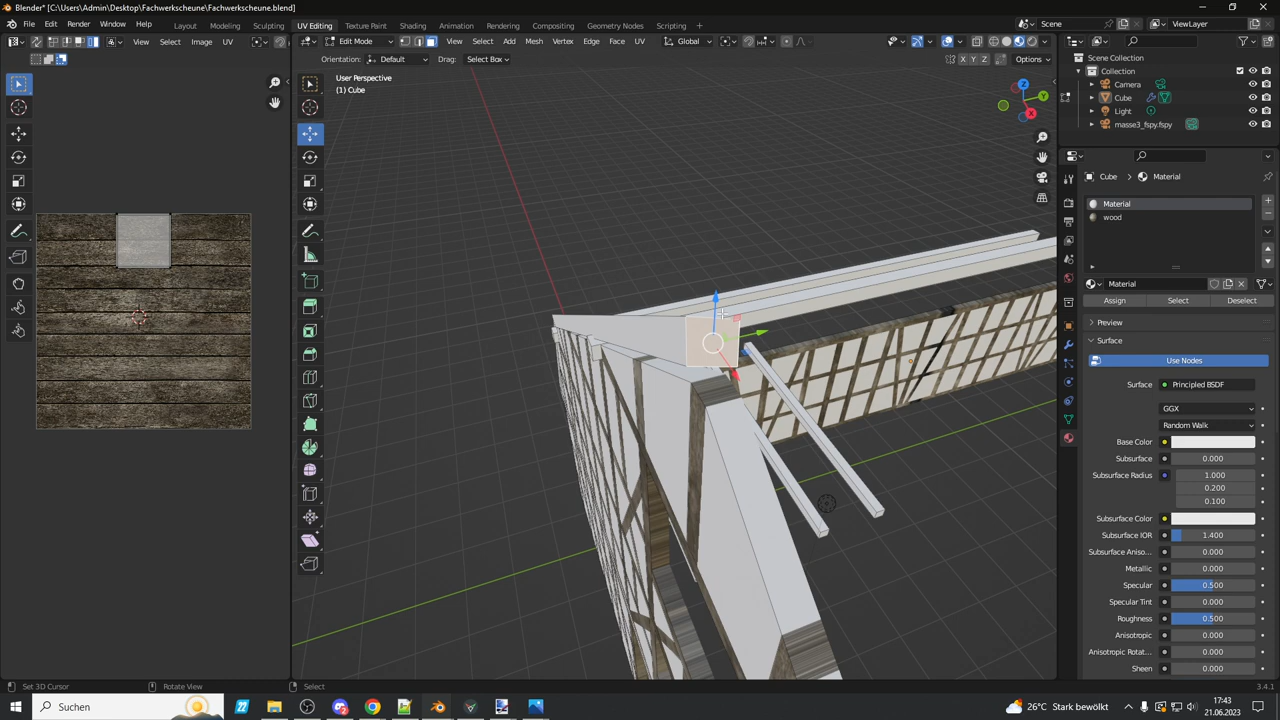 Blender* [C:\Users\Admin\Desktop\Fachwerkscheune\Fachwerkscheune.blend]
File Edit Render Window Help Layout Modeling Sculpting UV Editing Texture Paint Shading Animation Rendering Compositing Geometry Nodes Scripting + Scene ViewLayer
View Select Image UV Edit Mode View Select Add Mesh Vertex Edge Face UV Global
Orientation: Default Drag: Select Box X Y Z Options
Scene Collection
Collection
Camera
Cube
Light
masse3_fspy.fspy
User Perspective
(1) Cube
Z
Y
X
Cube Material
Material
wood
Material
Assign Select Deselect
Preview
Surface
Use Nodes
Surface Principled BSDF
GGX
Random Walk
Base Color
Subsurface 0.000
Subsurface Radius 1.000
0.200
0.100
Subsurface Color
Subsurface IOR 1.400
Subsurface Aniso... 0.000
Metallic 0.000
Specular 0.500
Specular Tint 0.000
Roughness 0.500
Anisotropic 0.000
Anisotropic Rotat... 0.000
Sheen 0.000
Set 3D Cursor Rotate View Select 3.4.1
Suchen 26°C Stark bewölkt 17:43
21.06.2023